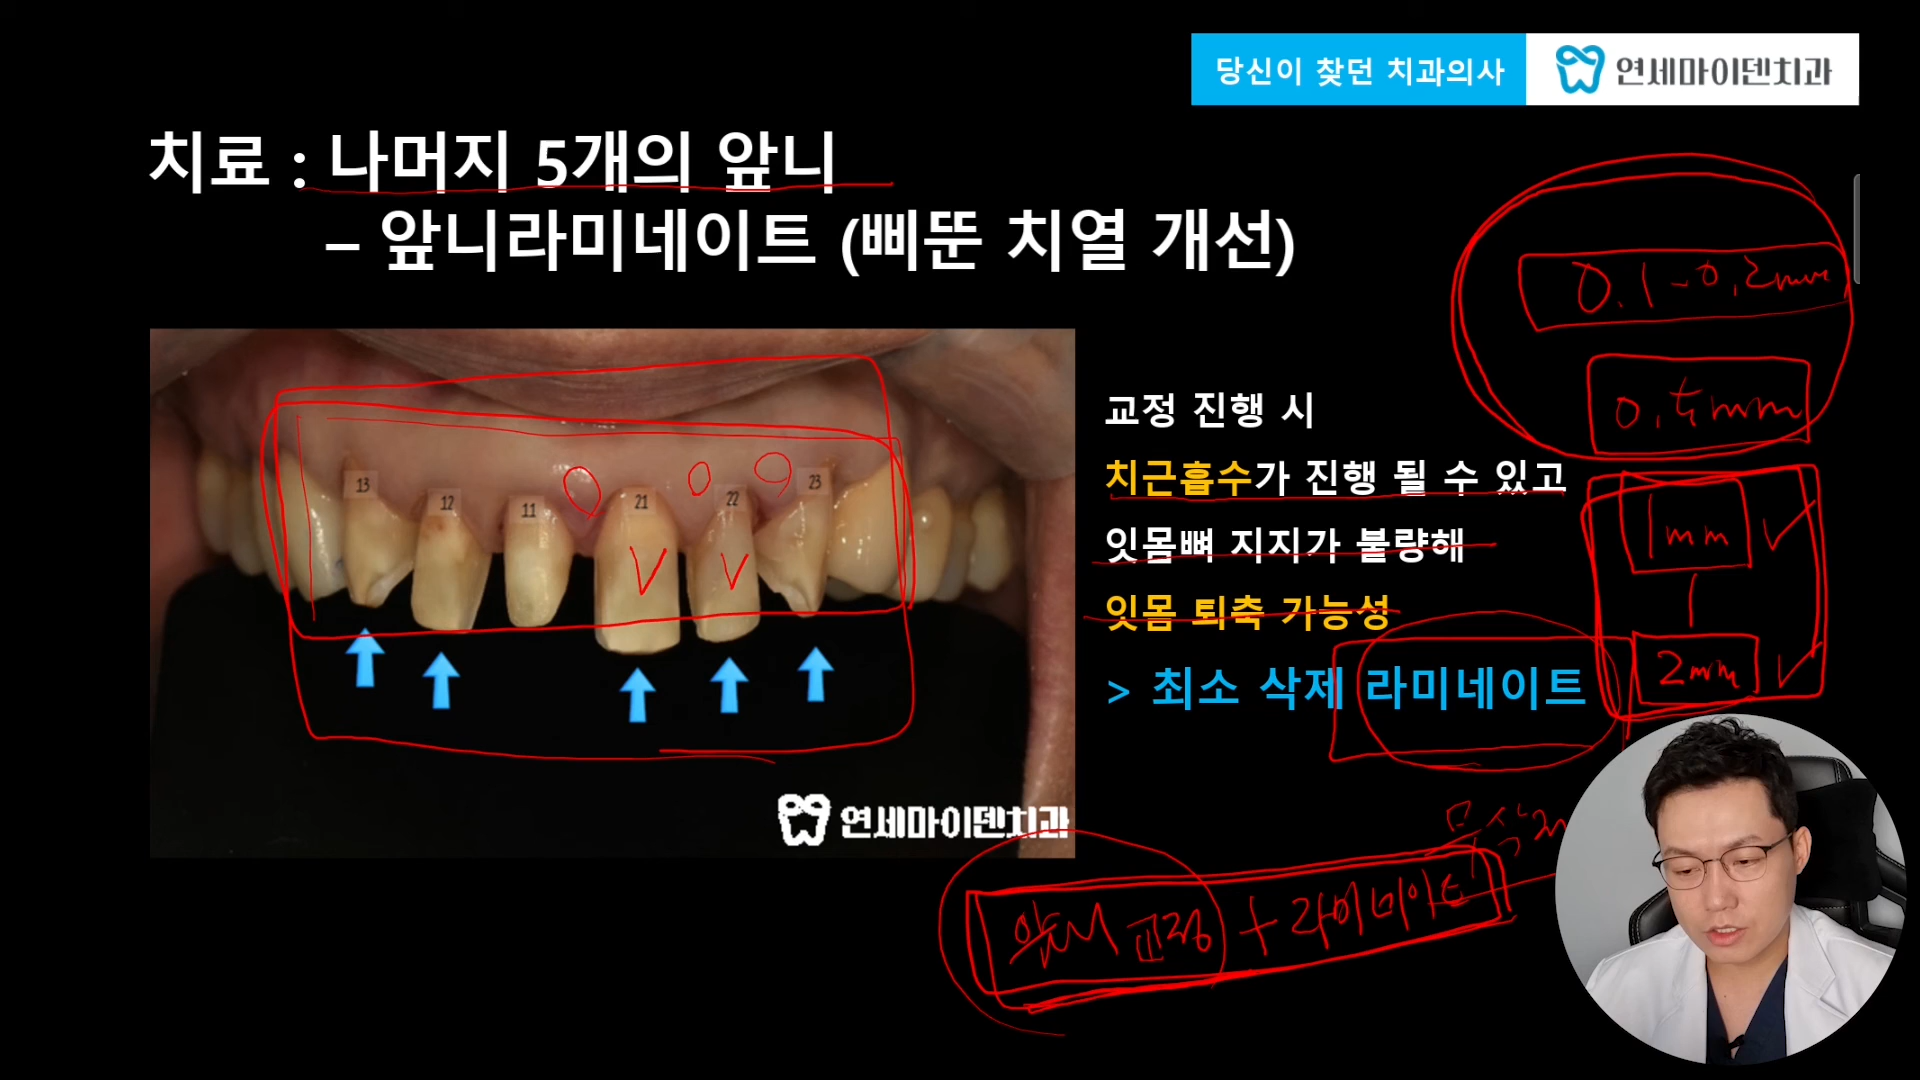 당신이 찾던 치과의사
연세마이덴치과
치료 : 나머지 5개의 앞니
– 앞니라미네이트 (삐뚠 치열 개선)
0.1-0.2mm
0.5mm
교정 진행 시
치근흡수가 진행 될 수 있고
잇몸뼈 지지가 불량해
잇몸 퇴축 가능성
> 최소 삭제 라미네이트
1mm
2mm
13
12
11
21
22
23
연세마이덴치과
앞니 교정 + 라미네이트